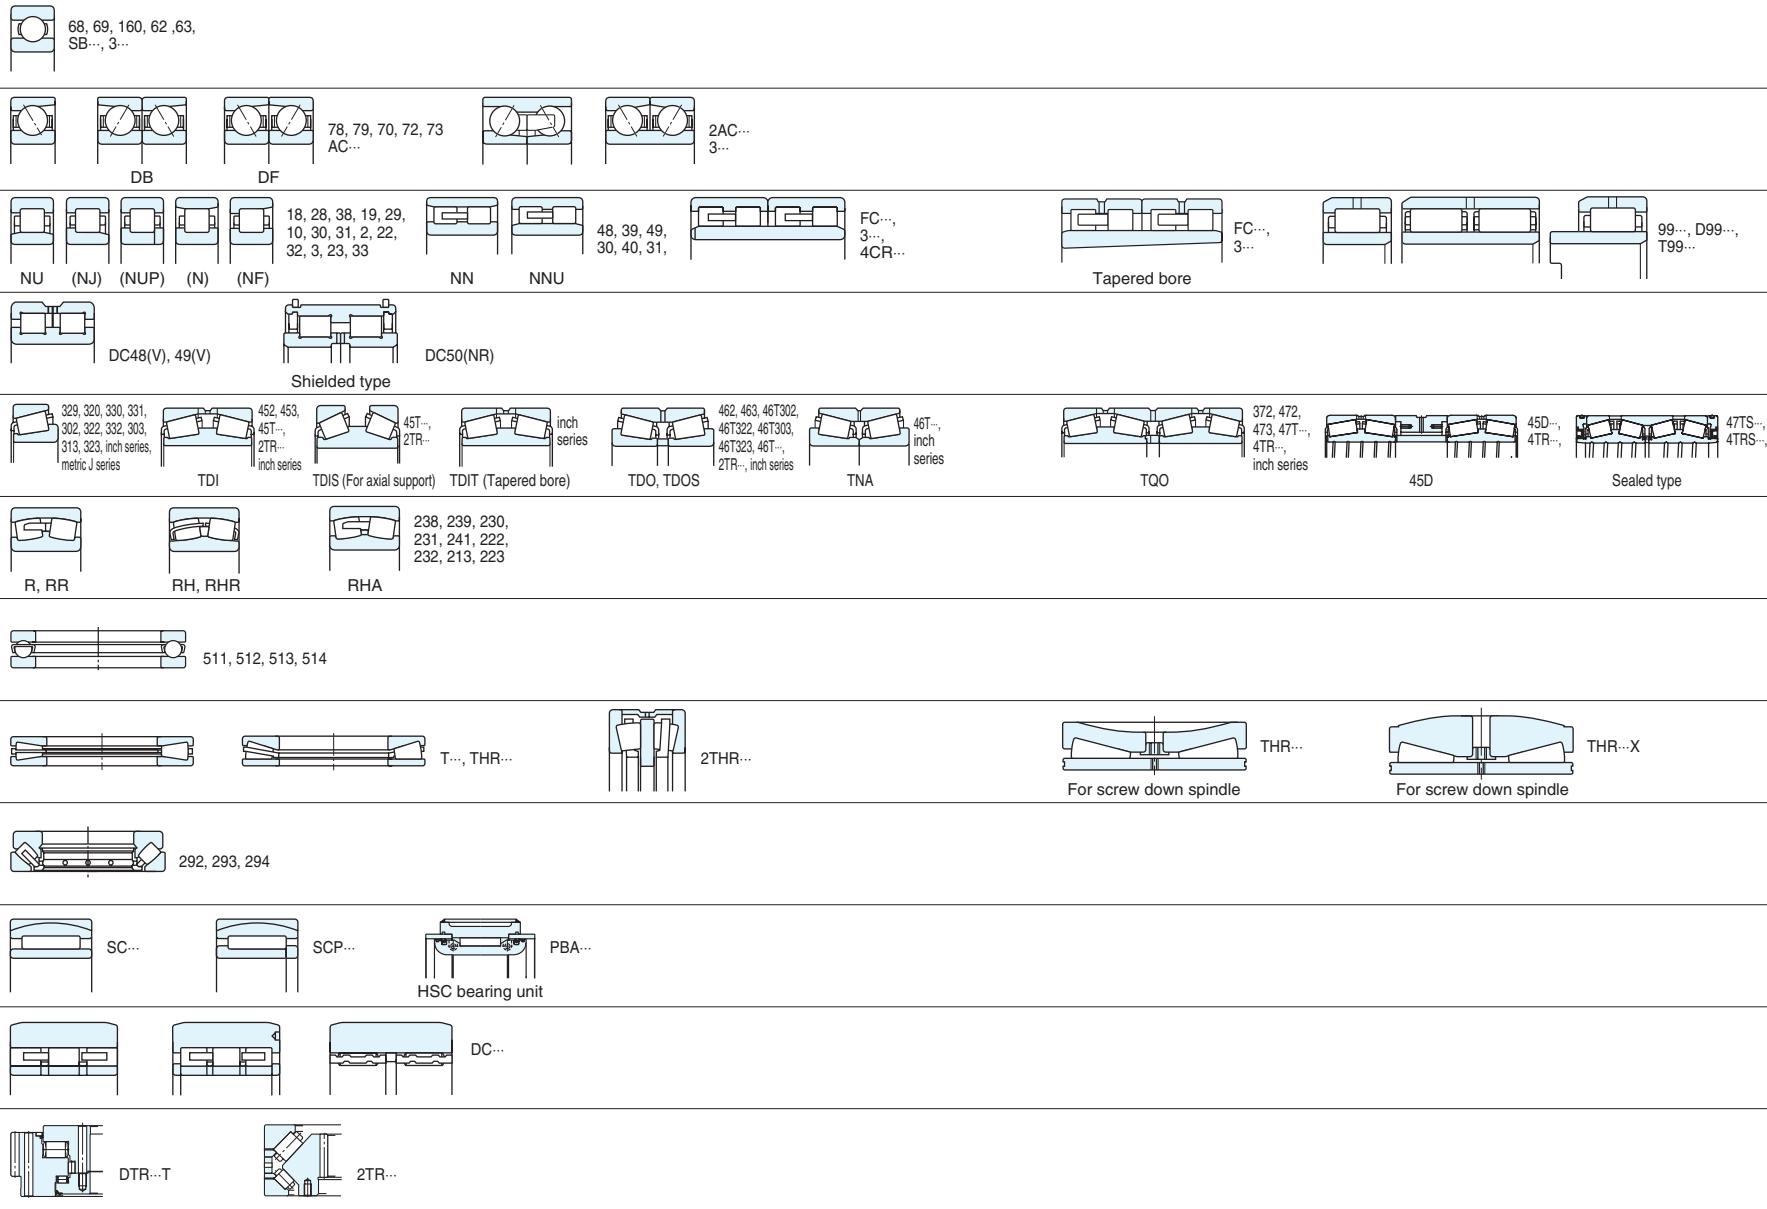 68, 69, 160, 62 ,63,
SB···, 3···
78, 79, 70, 72, 73
AC···
DB
DF
2AC···
3···
18, 28, 38, 19, 29,
10, 30, 31, 2, 22,
32, 3, 23, 33
NU
(NJ)
(NUP)
(N)
(NF)
48, 39, 49,
30, 40, 31,
NN
NNU
FC···,
3···,
4CR···
FC···,
3···
Tapered bore
99···, D99···,
T99···
DC48(V), 49(V)
DC50(NR)
Shielded type
329, 320, 330, 331,
302, 322, 332, 303,
313, 323, inch series,
metric J series
452, 453,
45T···,
2TR···
inch series
TDI
45T···,
2TR···
TDIS (For axial support)
inch
series
TDIT (Tapered bore)
462, 463, 46T302,
46T322, 46T303,
46T323, 46T···,
2TR···, inch series
TDO, TDOS
46T···,
inch
series
TNA
372, 472,
473, 47T···,
4TR···,
inch series
TQO
45D···,
4TR···,
45D
47TS···,
4TRS···,
Sealed type
238, 239, 230,
231, 241, 222,
232, 213, 223
R, RR
RH, RHR
RHA
511, 512, 513, 514
T···, THR···
2THR···
THR···
For screw down spindle
THR···X
For screw down spindle
292, 293, 294
SC···
SCP···
PBA···
HSC bearing unit
DC···
DTR···T
2TR···